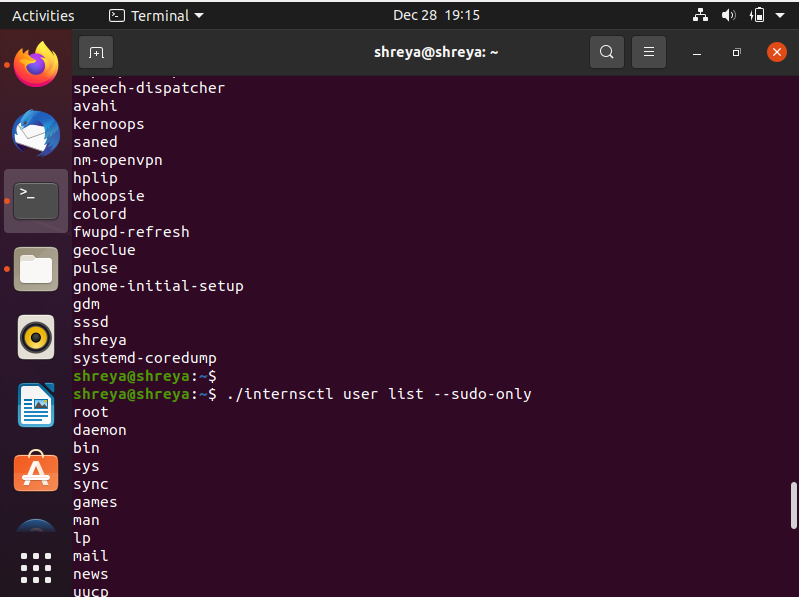 Activities Terminal Dec 28 19:15
shreya@shreya: ~
speech-dispatcher
avahi
kernoops
saned
nm-openvpn
hplip
whoopsie
colord
fwupd-refresh
geoclue
pulse
gnome-initial-setup
gdm
sssd
shreya
systemd-coredump
shreya@shreya:~$
shreya@shreya:~$ ./internsctl user list --sudo-only
root
daemon
bin
sys
sync
games
man
lp
mail
news
uucp